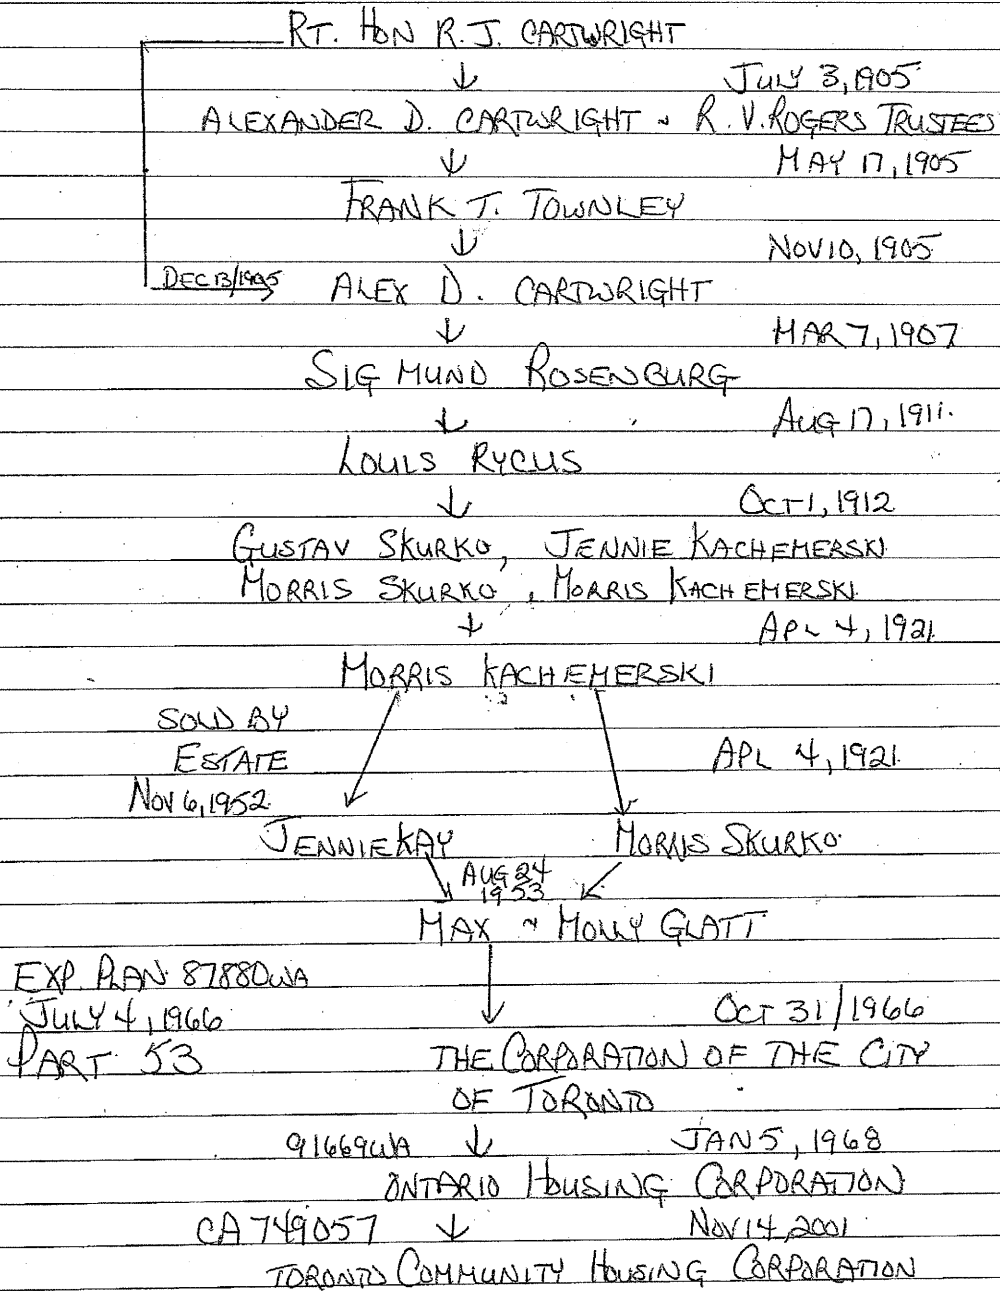 RT. HON R.J. CARTWRIGHT
JULY 3, 1905
ALEXANDER D. CARTWRIGHT ~ R.V. ROGERS TRUSTEES
MAY 17, 1905
FRANK T. TOWNLEY
NOV 10, 1905
DEC 13/1905
ALEX D. CARTWRIGHT
MAR 7, 1907
SIGMUND ROSENBURG
AUG 17, 1911.
LOUIS RYCUS
OCT 1, 1912
GUSTAV SKURKO, JENNIE KACHEMERSKI
MORRIS SKURKO, MORRIS KACHEMERSKI
APL 4, 1921
MORRIS KACHEMERSKI
SOLD BY
ESTATE
APL 4, 1921
NOV 6, 1952
JENNIE KAY
MORRIS SKURKO
AUG 24
1953
MAX ~ MOLLY GLATT
EXP. PLAN 87880WA
JULY 4, 1966
OCT 31/1966
PART 53
THE CORPORATION OF THE CITY
OF TORONTO
91669WA
JAN 5, 1968
ONTARIO HOUSING CORPORATION
CA 749057
NOV 14, 2001
TORONTO COMMUNITY HOUSING CORPORATION